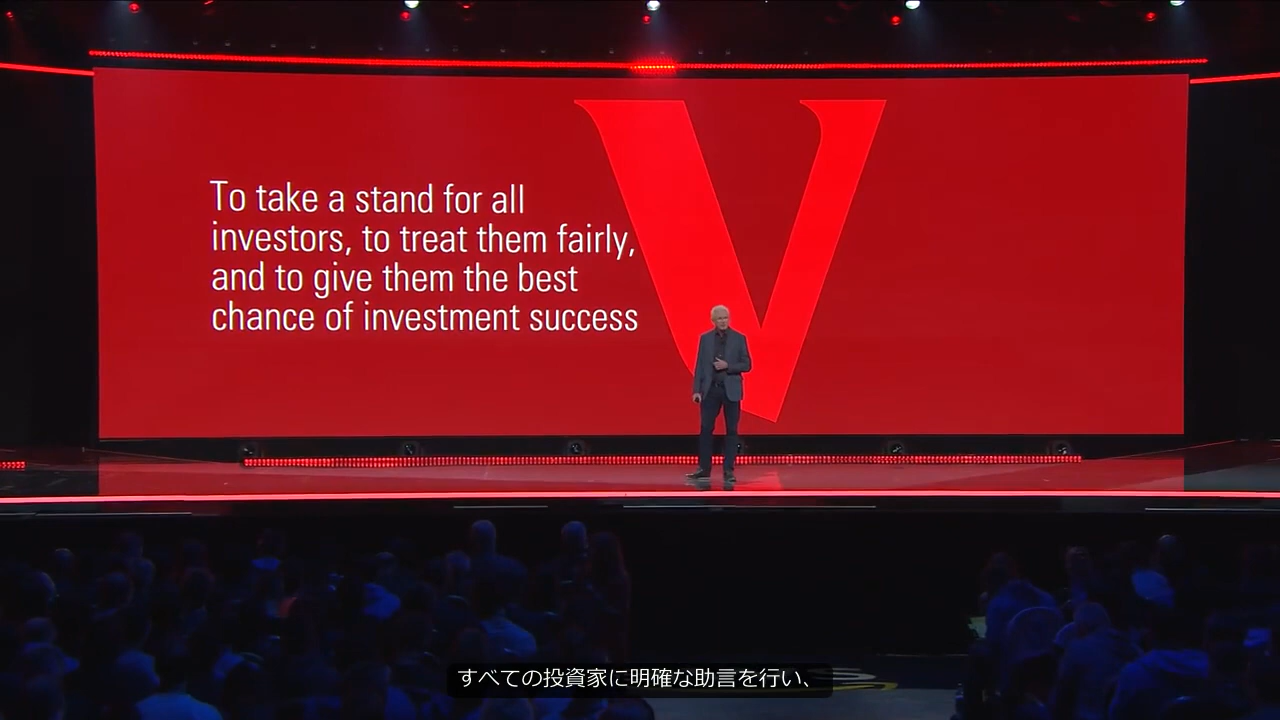 To take a stand for all
investors, to treat them fairly,
and to give them the best
chance of investment success
V
すべての投資家に明確な助言を行い、